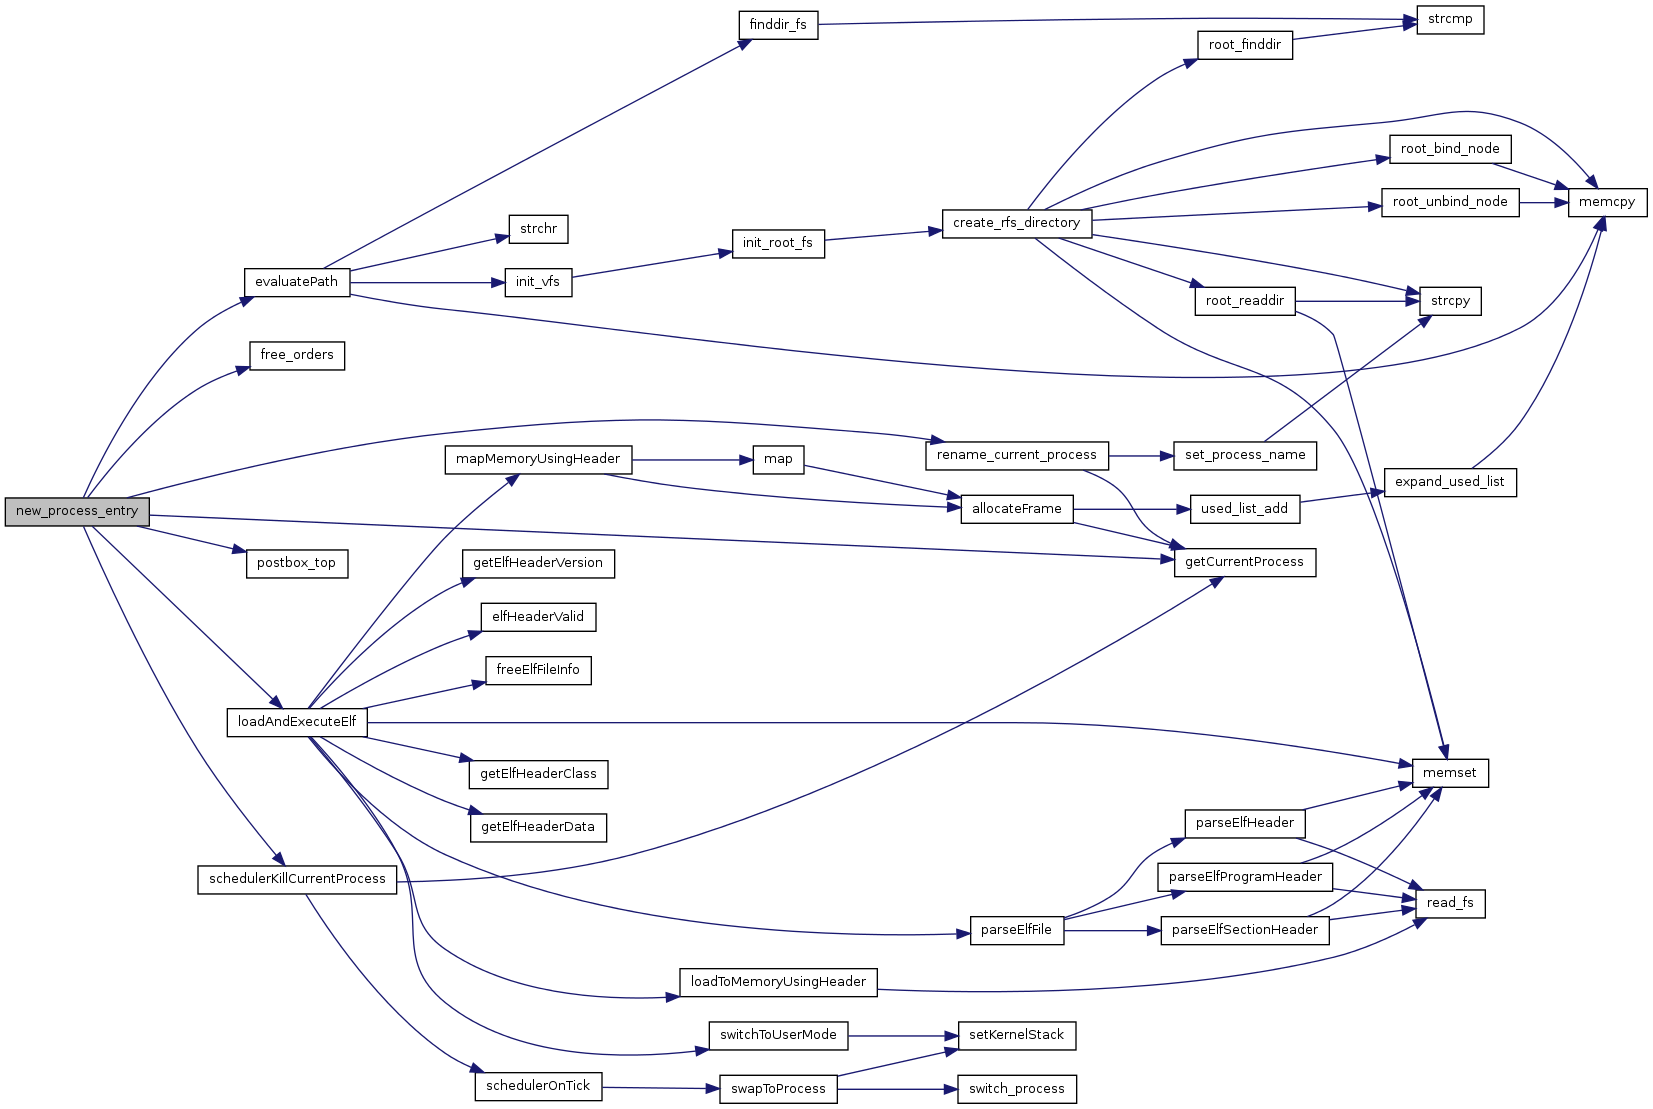 finddir_fs
strcmp
root_finddir
root_bind_node
root_unbind_node
memcpy
strchr
create_rfs_directory
init_root_fs
evaluatePath
init_vfs
root_readdir
strcpy
free_orders
mapMemoryUsingHeader
map
rename_current_process
set_process_name
expand_used_list
new_process_entry
allocateFrame
used_list_add
postbox_top
getElfHeaderVersion
getCurrentProcess
elfHeaderValid
freeElfFileInfo
loadAndExecuteElf
getElfHeaderClass
memset
getElfHeaderData
parseElfHeader
schedulerKillCurrentProcess
parseElfProgramHeader
read_fs
parseElfFile
parseElfSectionHeader
loadToMemoryUsingHeader
switchToUserMode
setKernelStack
schedulerOnTick
swapToProcess
switch_process